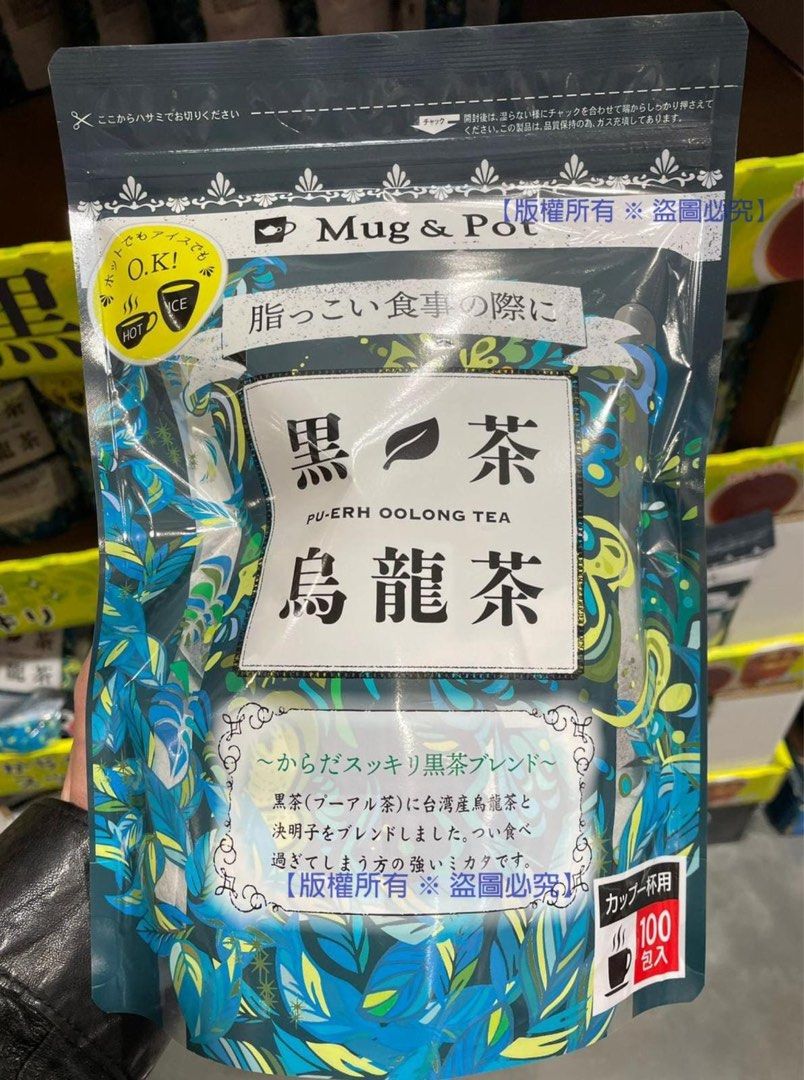 ここからハサミでお切りください
チャック
開封後は、湿らない様にチャックを合わせて端からしっかり押さえて
ください。この製品は、品質保持の為、ガス充填してあります。
【版權所有 ※ 盜圖必究】
Mug & Pot
ホットでもアイスでも
O.K!
HOT
ICE
脂っこい食事の際に
黒茶
PU-ERH OOLONG TEA
烏龍茶
~からだスッキリ黒茶ブレンド~
黒茶(プーアル茶)に台湾産烏龍茶と
決明子をブレンドしました。つい食べ
過ぎてしまう方の強いミカタです。
【版權所有 ※ 盜圖必究】
カップ一杯用
100
包入
黒
龍茶